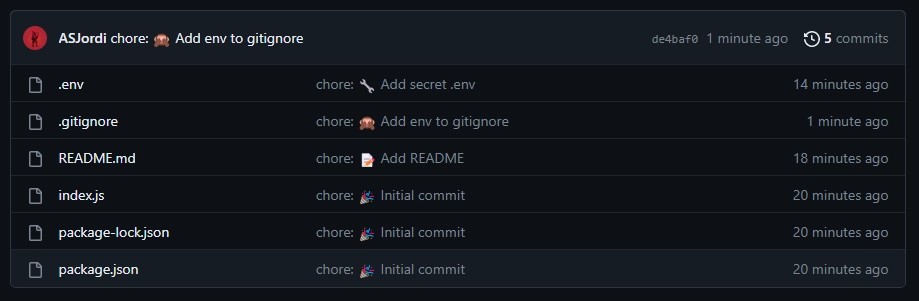 ASJordi chore: 🙈 Add env to gitignore de4baf0 1 minute ago 5 commits
.env chore: 🔧 Add secret .env 14 minutes ago
.gitignore chore: 🙈 Add env to gitignore 1 minute ago
README.md chore: 📝 Add README 18 minutes ago
index.js chore: 🎉 Initial commit 20 minutes ago
package-lock.json chore: 🎉 Initial commit 20 minutes ago
package.json chore: 🎉 Initial commit 20 minutes ago